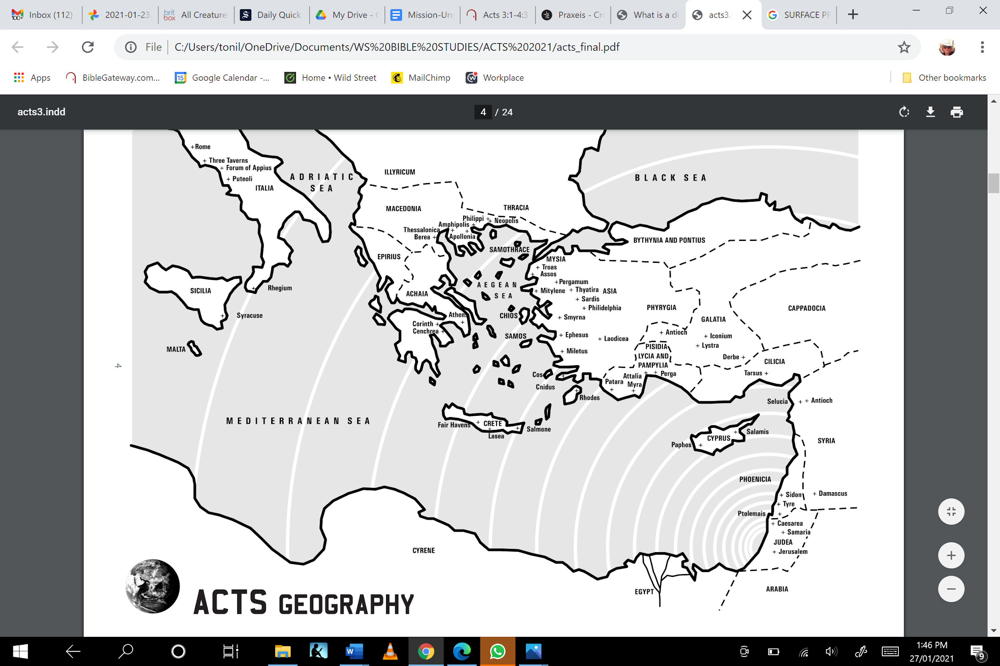 Inbox (112)
2021-01-23
brit box All Creature
Daily Quick
My Drive -
Mission-Un
Acts 3:1-4:3
Praxeis - Cr
What is a di
acts3.
SURFACE PR
File
C:/Users/tonil/OneDrive/Documents/WS%20BIBLE%20STUDIES/ACTS%202021/acts_final.pdf
Apps
BibleGateway.com...
Google Calendar -...
Home • Wild Street
MailChimp
Workplace
Other bookmarks
acts3.indd
4 / 24
+Rome
+ Three Taverns
+ Forum of Appius
+ Puteoli
ITALIA
ADRIATIC
SEA
ILLYRICUM
BLACK SEA
MACEDONIA
THRACIA
Philippi +
+ Neopolis
Amphipolis +
Thessalonica +
Berea +
+ Apollonia
SAMOTHRACE
BYTHYNIA AND PONTIUS
EPIRIUS
MYSIA
+ Troas
+ Assos
+Pergamum
+ Mitylene
+ Thyatira
ASIA
+ Sardis
+ Philidelphia
AEGEAN
SEA
ACHAIA
SICILIA
+ Rhegium
+ Syracuse
PHYRYGIA
CAPPADOCIA
GALATIA
CHIOS
+ Smyrna
Athens
+
Corinth +
Cenchrea +
SAMOS
+ Ephesus
+ Laodicea
+ Antioch
+ Iconium
+ Lystra
MALTA
+ Miletus
PISIDIA
LYCIA AND
PAMPYLIA
Derbe +
CILICIA
Tarsus +
4
Cos
Cnidus
Attalia +
+ Perga
Patara
+
Myra
+
+ Rhodes
Selucia +
+ Antioch
MEDITERRANEAN SEA
Fair Havens +
CRETE
+ Salmone
+
Lasea
CYPRUS
+ Salamis
Paphos +
SYRIA
PHOENICIA
+ Sidon
+ Damascus
+ Tyre
Ptolemais +
+ Caesarea
+ Samaria
JUDEA
+ Jerusalem
CYRENE
EGYPT
ARABIA
ACTS GEOGRAPHY
1:46 PM
27/01/2021
9